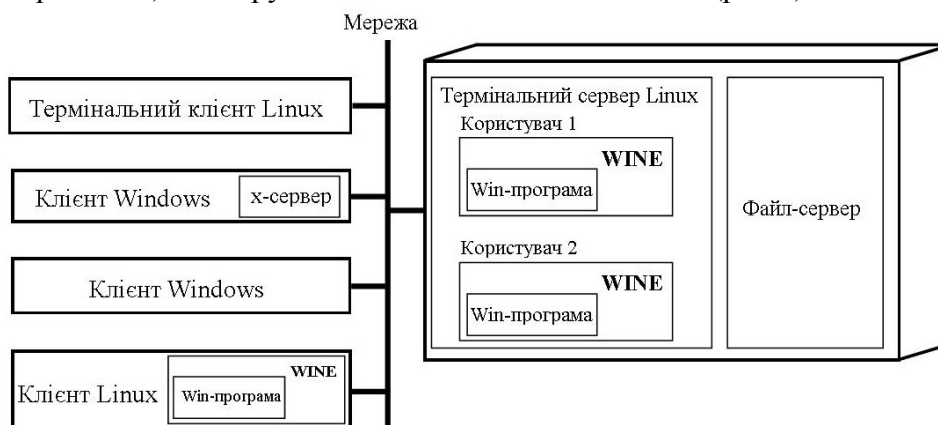 Мережа
Термінальний клієнт Linux
Клієнт Windows
х-сервер
Клієнт Windows
Клієнт Linux
WINE
Win-програма
Термінальний сервер Linux
Користувач 1
WINE
Win-програма
Користувач 2
WINE
Win-програма
Файл-сервер